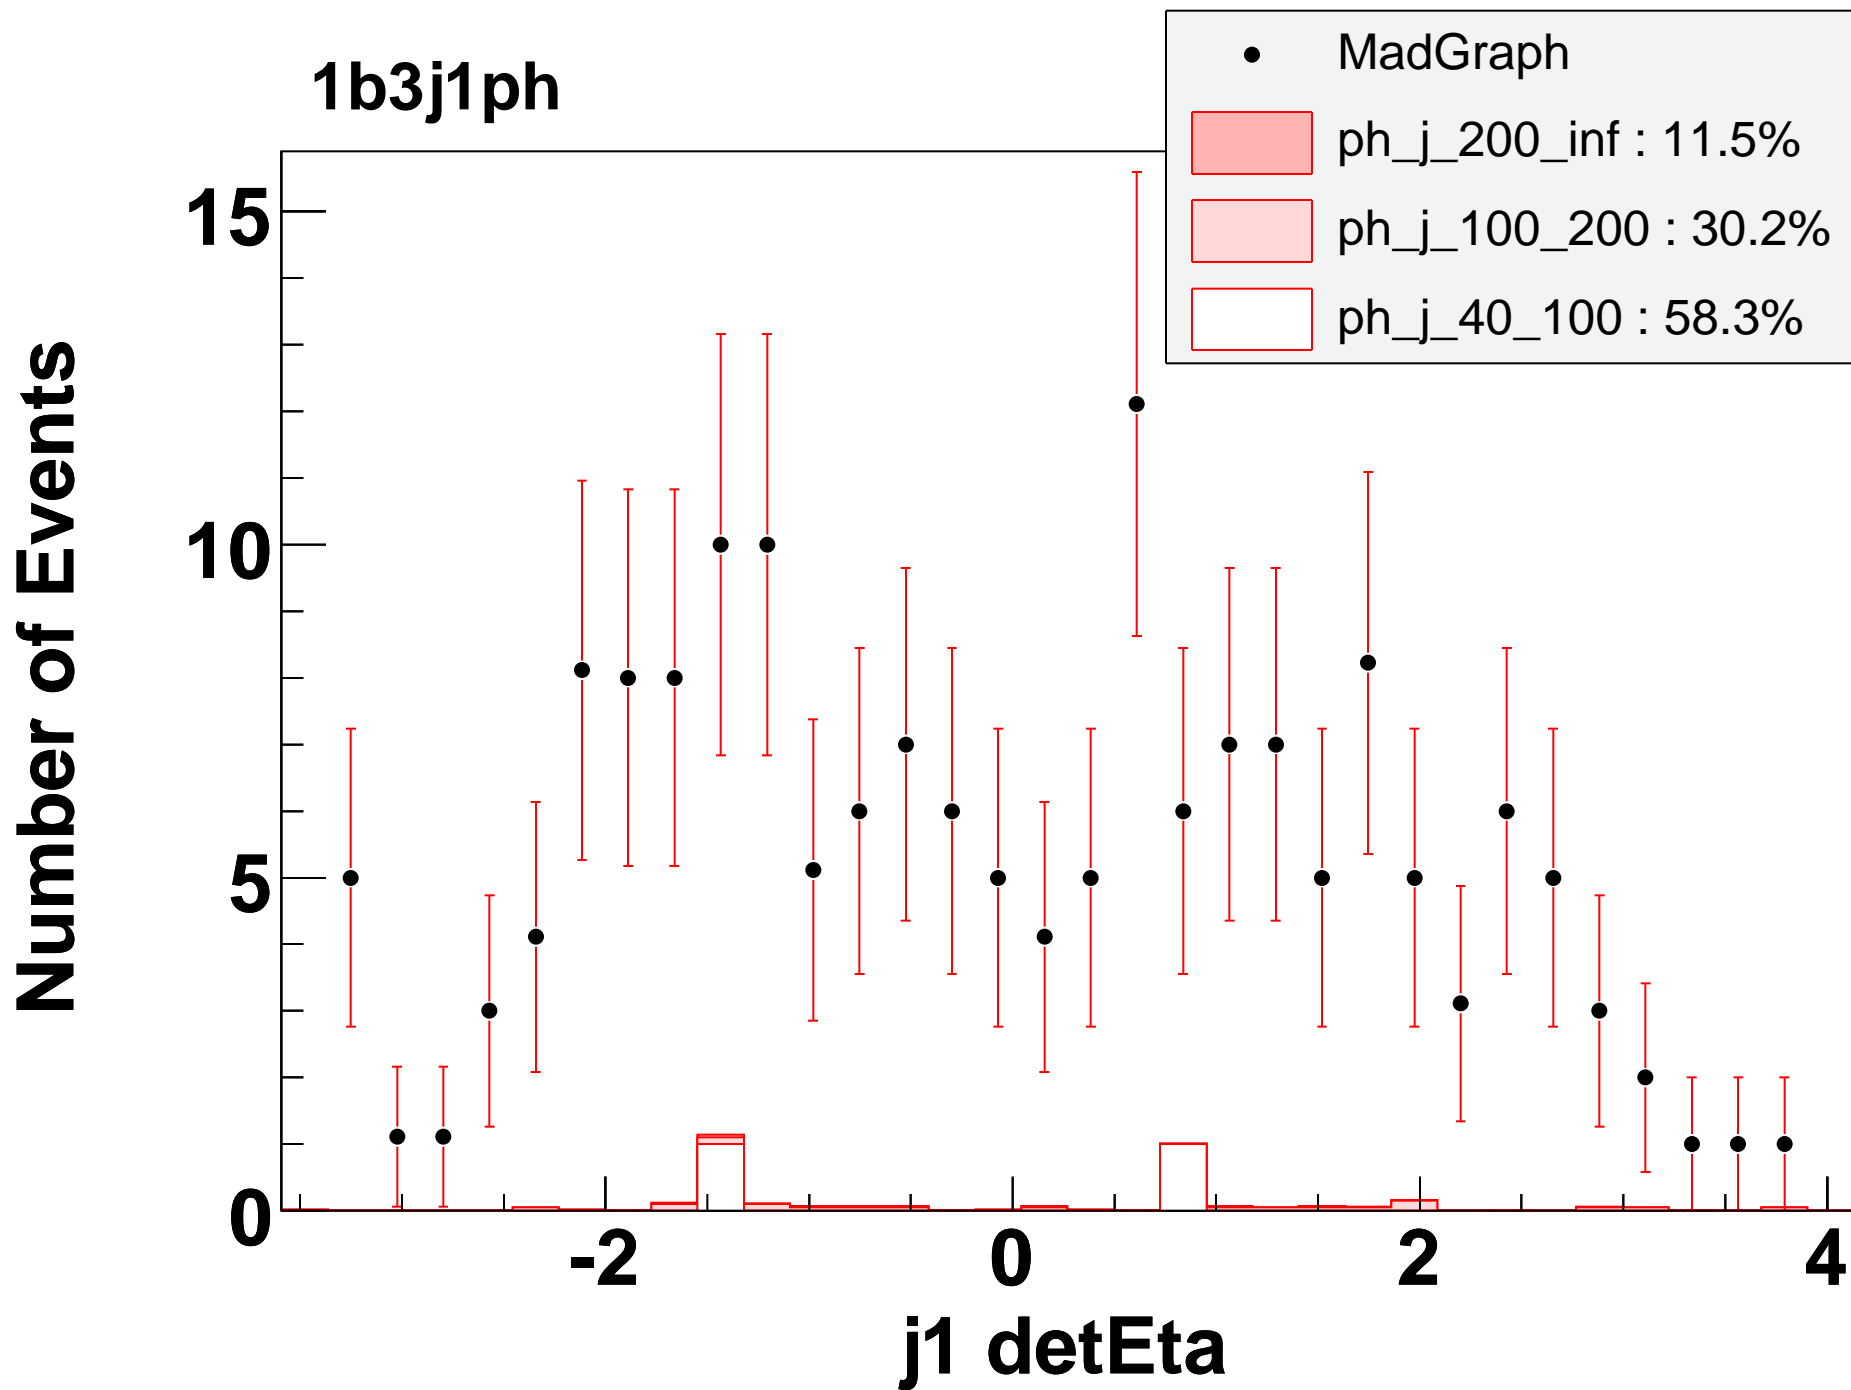 1b3j1ph
MadGraph
ph_j_200_inf : 11.5%
ph_j_100_200 : 30.2%
ph_j_40_100 : 58.3%
Number of Events
15
10
5
0
-2 0 2 4
j1 detEta